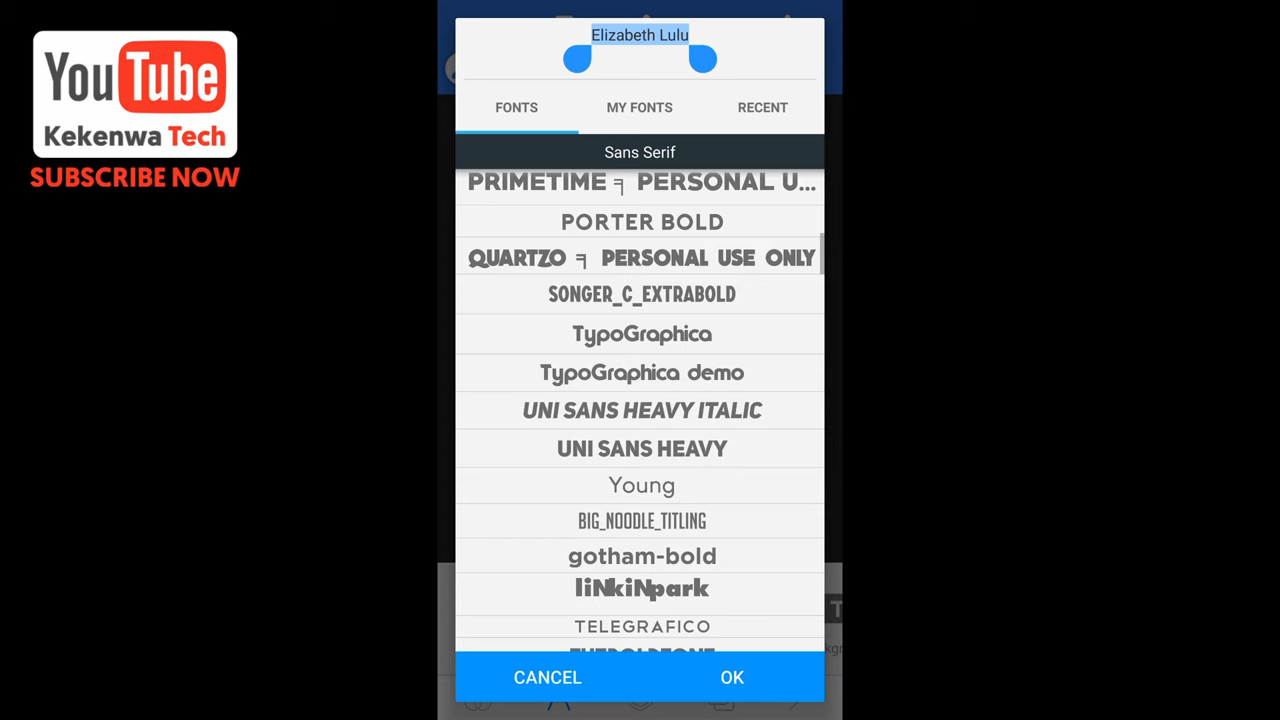 YouTube
Kekenwa Tech
SUBSCRIBE NOW
Elizabeth Lulu
FONTS
MY FONTS
RECENT
Sans Serif
PRIMETIME ╕ PERSONAL U...
PORTER BOLD
QUARTZO ╕ PERSONAL USE ONLY
SONGER_C_EXTRABOLD
TypoGraphica
TypoGraphica demo
UNI SANS HEAVY ITALIC
UNI SANS HEAVY
Young
BIG_NOODLE_TITLING
gotham-bold
liNkiNpark
TELEGRAFICO
CANCEL
OK